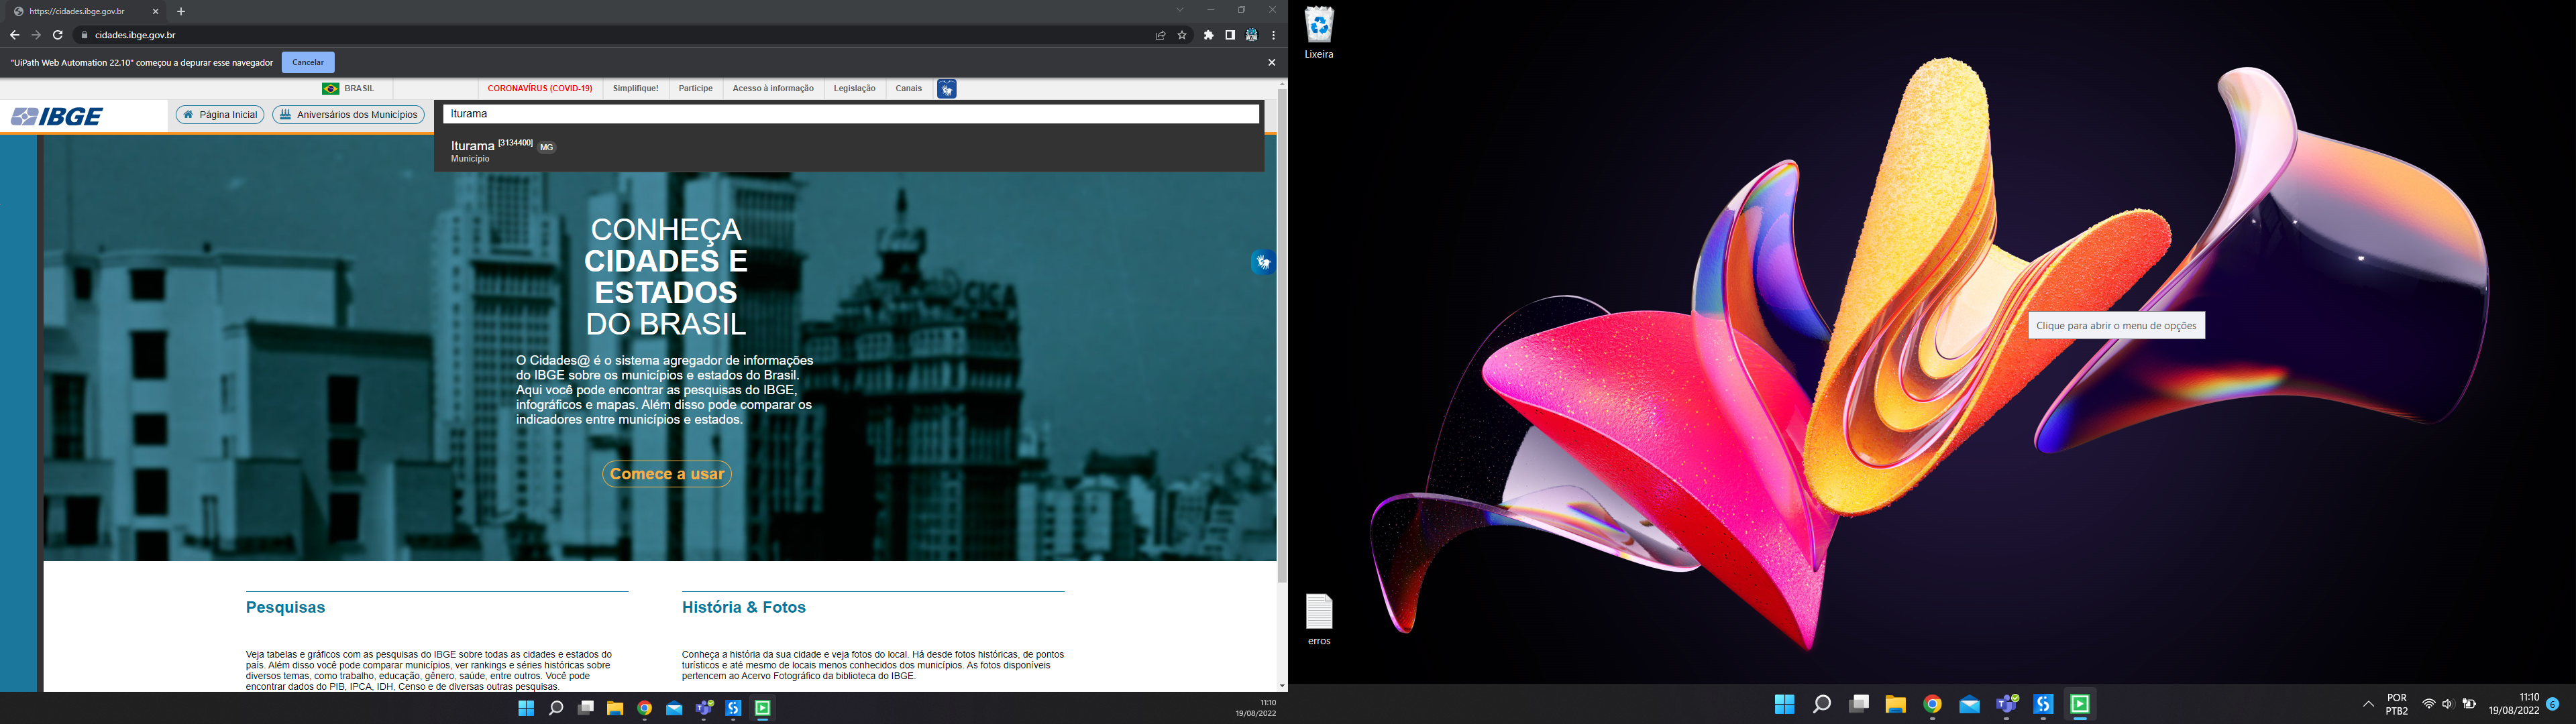 https://cidades.ibge.gov.br
cidades.ibge.gov.br
"UiPath Web Automation 22.10" começou a depurar esse navegador
Cancelar
BRASIL
CORONAVÍRUS (COVID-19)
Simplifique!
Participe
Acesso à informação
Legislação
Canais
IBGE
Página Inicial
Aniversários dos Municípios
Iturama
Iturama [3134400] MG
Município
CONHEÇA
CIDADES E
ESTADOS
DO BRASIL
O Cidades@ é o sistema agregador de informações
do IBGE sobre os municípios e estados do Brasil.
Aqui você pode encontrar as pesquisas do IBGE,
infográficos e mapas. Além disso pode comparar os
indicadores entre municípios e estados.
Comece a usar
Pesquisas
Veja tabelas e gráficos com as pesquisas do IBGE sobre todas as cidades e estados do
país. Além disso você pode comparar municípios, ver rankings e séries históricas sobre
diversos temas, como trabalho, educação, gênero, saúde, entre outros. Você pode
encontrar dados do PIB, IPCA, IDH, Censo e de diversas outras pesquisas.
História & Fotos
Conheça a história da sua cidade e veja fotos do local. Há desde fotos históricas, de pontos
turísticos e até mesmo de locais menos conhecidos dos municípios. As fotos disponíveis
pertencem ao Acervo Fotográfico da biblioteca do IBGE.
11:10
19/08/2022
Lixeira
Clique para abrir o menu de opções
erros
POR
PTB2
11:10
19/08/2022
6